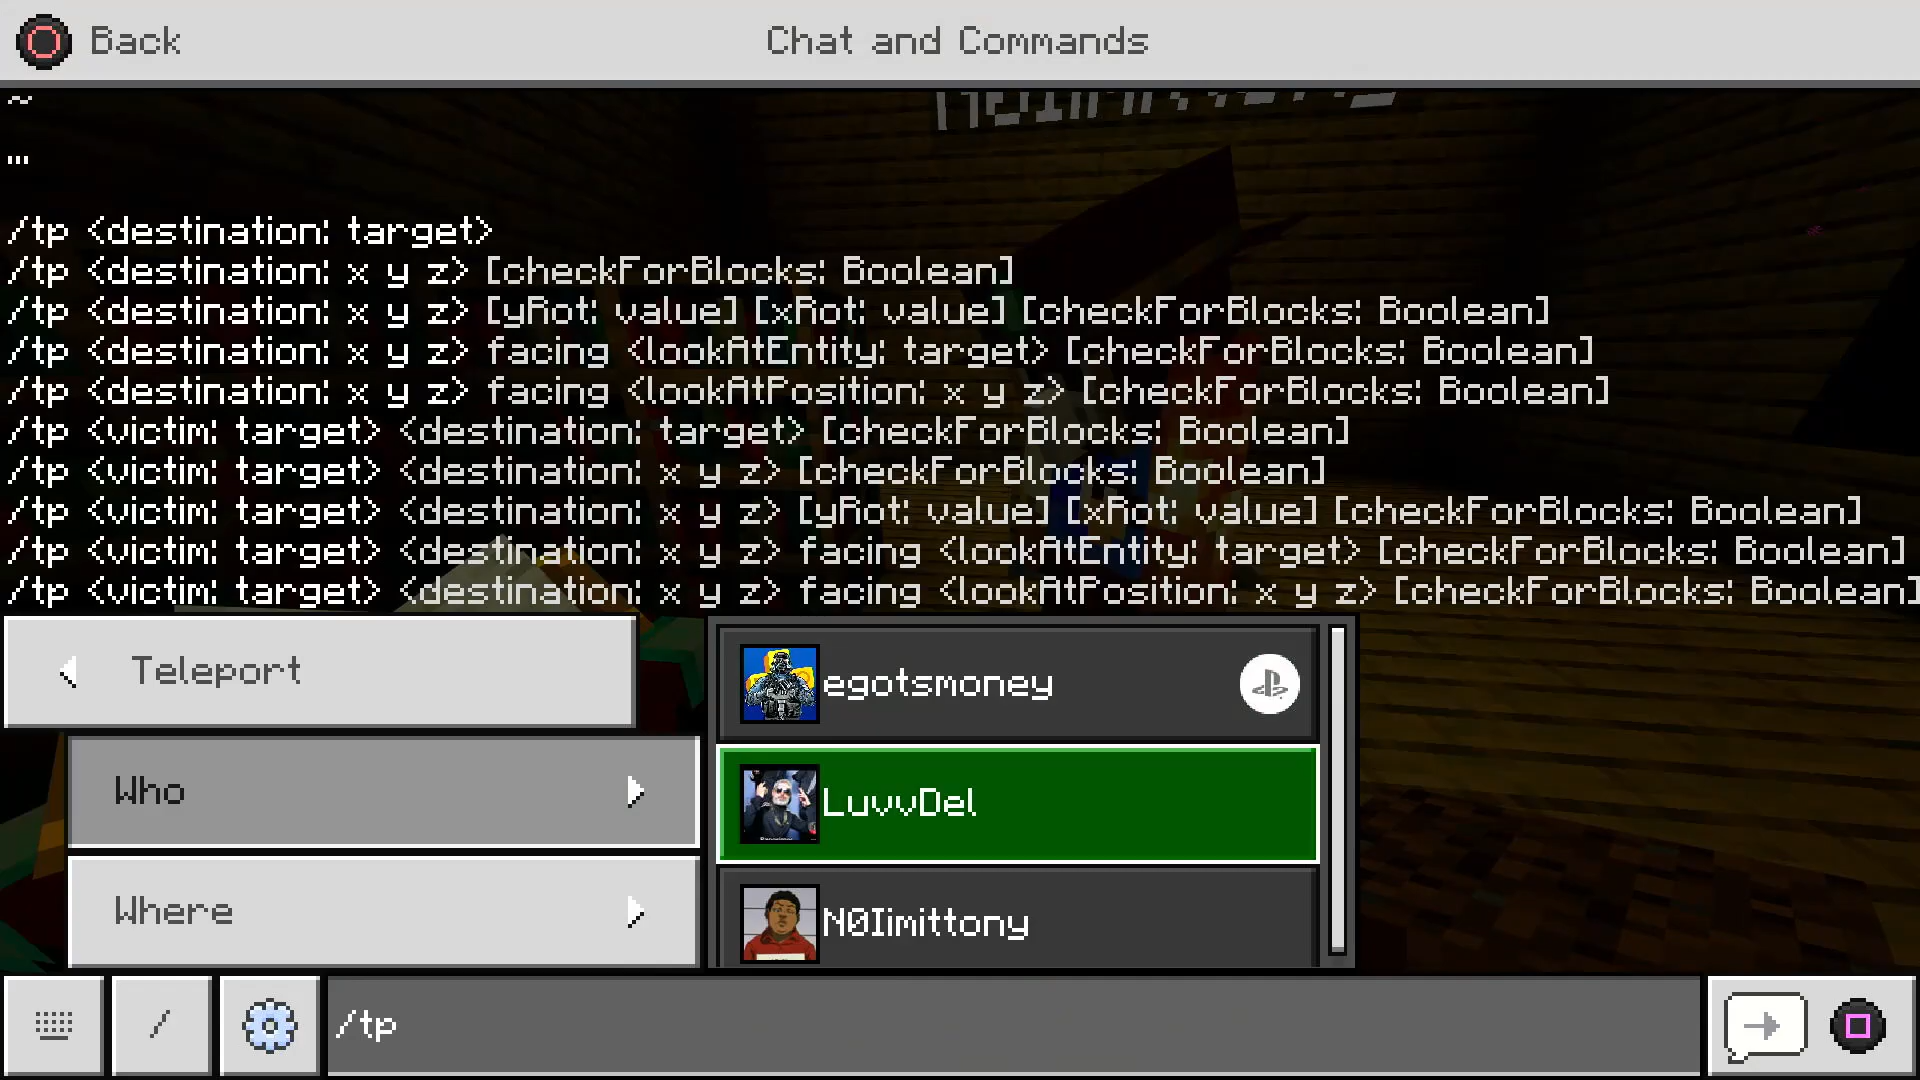 Back
Chat and Commands
~
...
/tp <destination: target>
/tp <destination: x y z> [checkForBlocks: Boolean]
/tp <destination: x y z> [yRot: value] [xRot: value] [checkForBlocks: Boolean]
/tp <destination: x y z> facing <lookAtEntity: target> [checkForBlocks: Boolean]
/tp <destination: x y z> facing <lookAtPosition: x y z> [checkForBlocks: Boolean]
/tp <victim: target> <destination: target> [checkForBlocks: Boolean]
/tp <victim: target> <destination: x y z> [checkForBlocks: Boolean]
/tp <victim: target> <destination: x y z> [yRot: value] [xRot: value] [checkForBlocks: Boolean]
/tp <victim: target> <destination: x y z> facing <lookAtEntity: target> [checkForBlocks: Boolean]
/tp <victim: target> <destination: x y z> facing <lookAtPosition: x y z> [checkForBlocks: Boolean]
Teleport
Who
Where
egotsmoney
LuvvDel
N0Iimittony
/
/tp